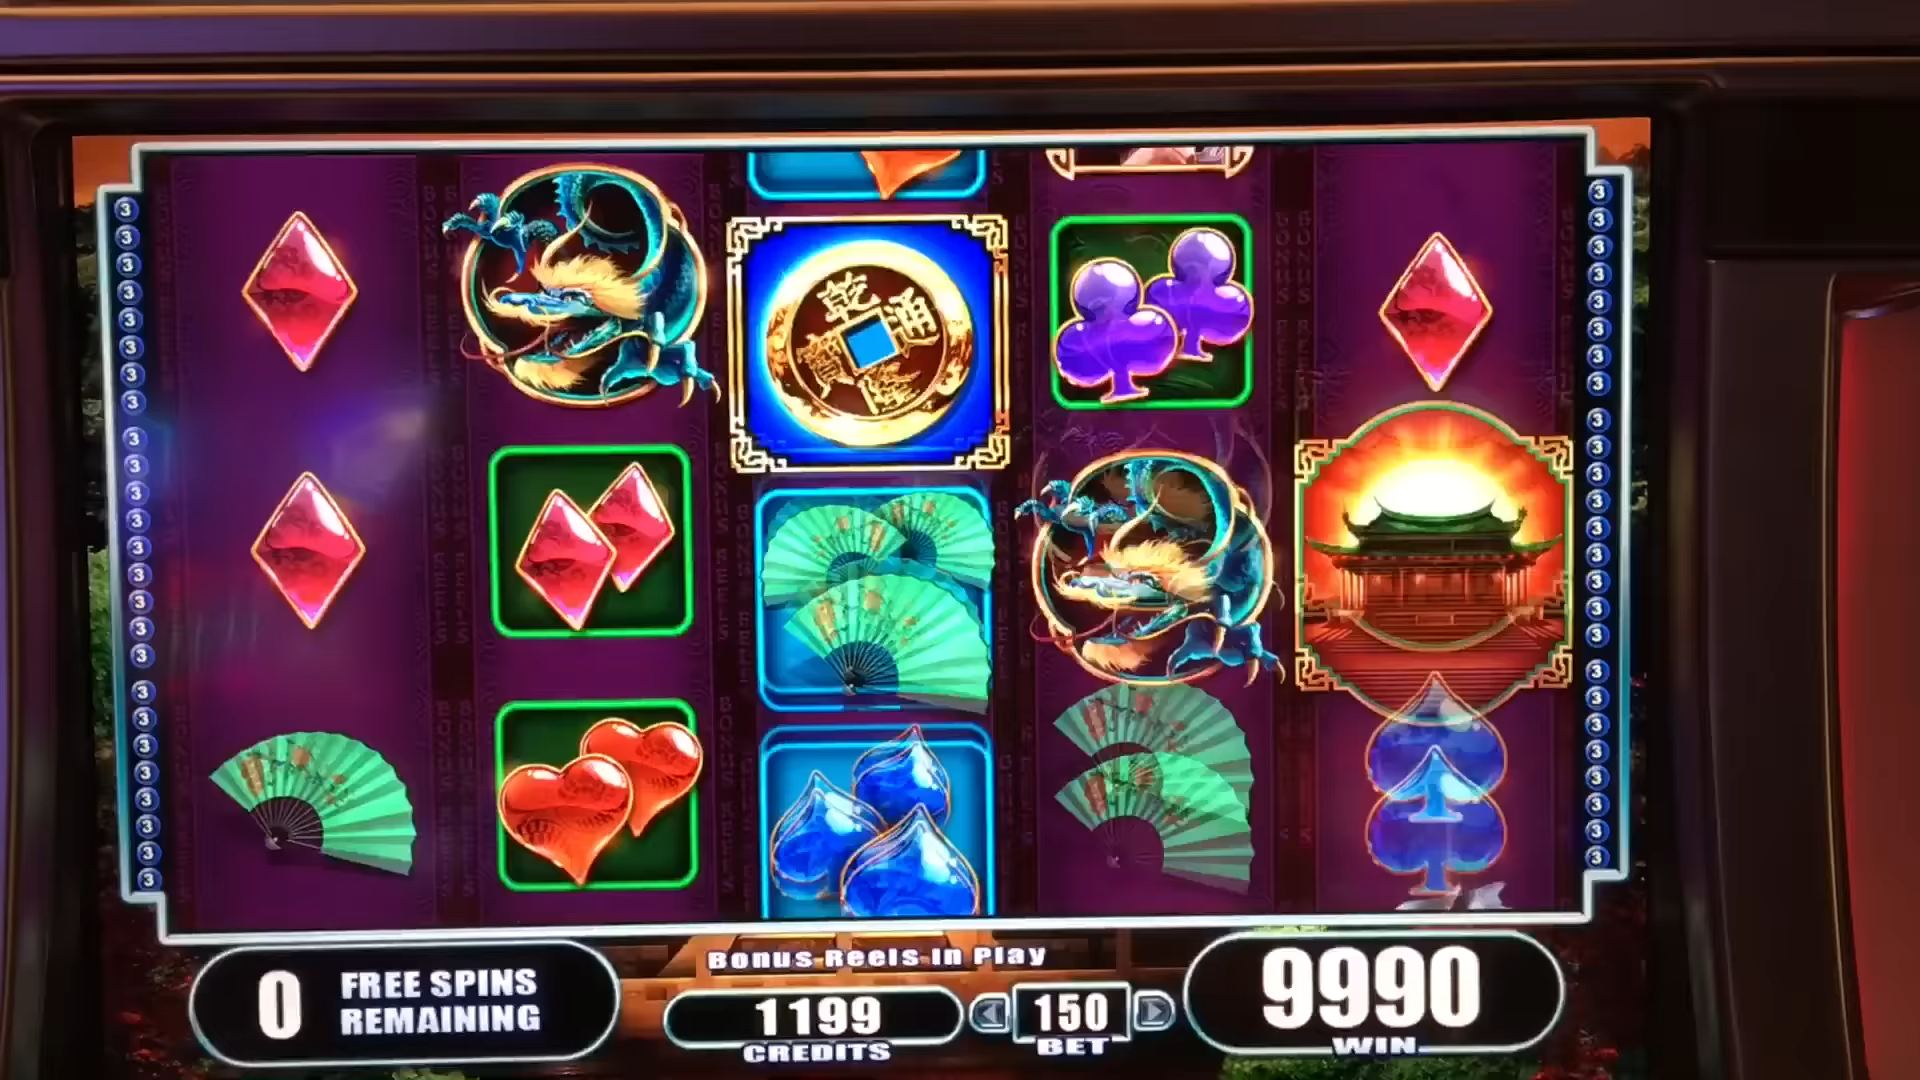 乾 通
寶 隆
0 FREE SPINS
REMAINING
Bonus Reels In Play
1199
CREDITS
150
BET
9990
WIN